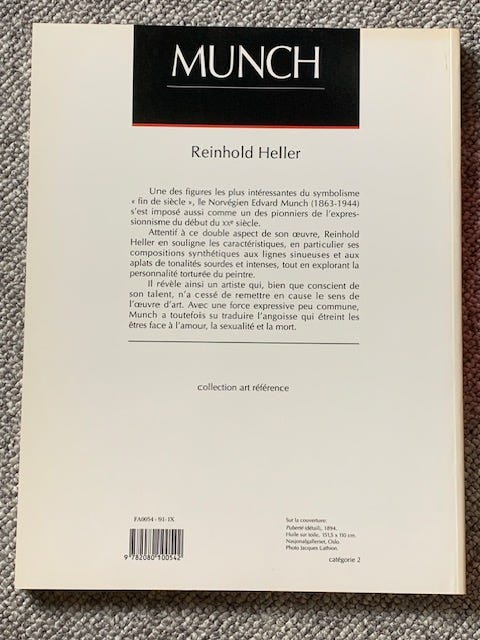 MUNCH
Reinhold Heller
Une des figures les plus intéressantes du symbolisme
« fin de siècle », le Norvégien Edvard Munch (1863-1944)
s'est imposé aussi comme un des pionniers de l'expres-
sionnisme du début du XXe siècle.
Attentif à ce double aspect de son œuvre, Reinhold
Heller en souligne les caractéristiques, en particulier ses
compositions synthétiques aux lignes sinueuses et aux
aplats de tonalités sourdes et intenses, tout en explorant la
personnalité torturée du peintre.
Il révèle ainsi un artiste qui, bien que conscient de
son talent, n'a cessé de remettre en cause le sens de
l'œuvre d'art. Avec une force expressive peu commune,
Munch a toutefois su traduire l'angoisse qui étreint les
êtres face à l'amour, la sexualité et la mort.
collection art référence
FA0054 - 91- IX
9 782080 100542
Sur la couverture:
Puberté (détail), 1894.
Huile sur toile, 151,5 x 110 cm.
Nasjonalgalleriet, Oslo.
Photo Jacques Lathion.
catégorie 2